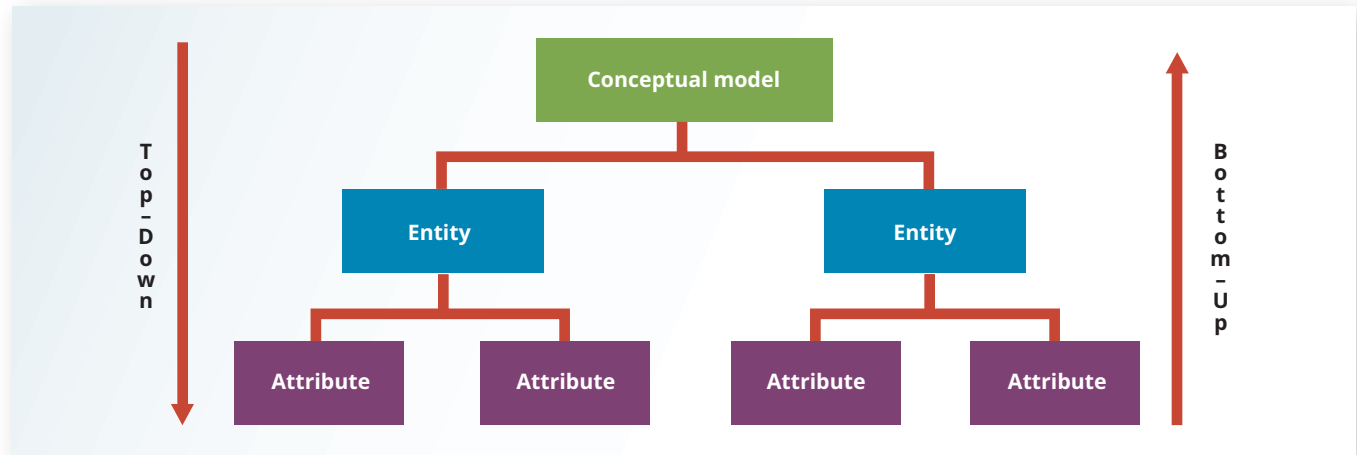 Conceptual model
Top–Down
Bottom–Up
Entity
Entity
Attribute
Attribute
Attribute
Attribute